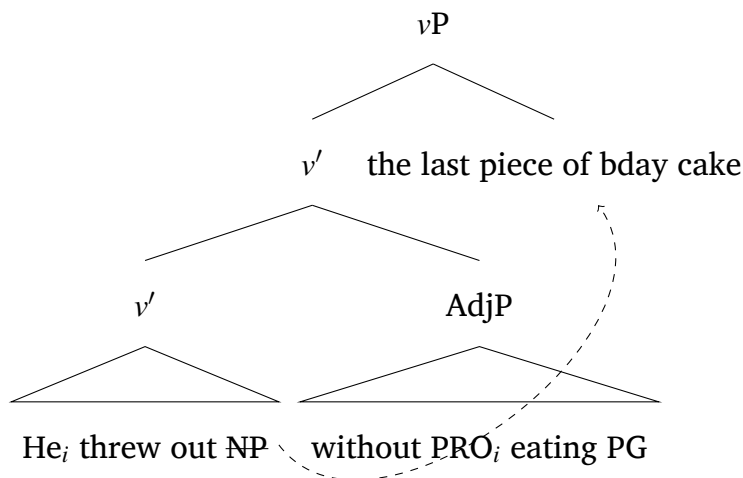 vP
v′ the last piece of bday cake
v′ AdjP
Heᵢ threw out NP without PROᵢ eating PG